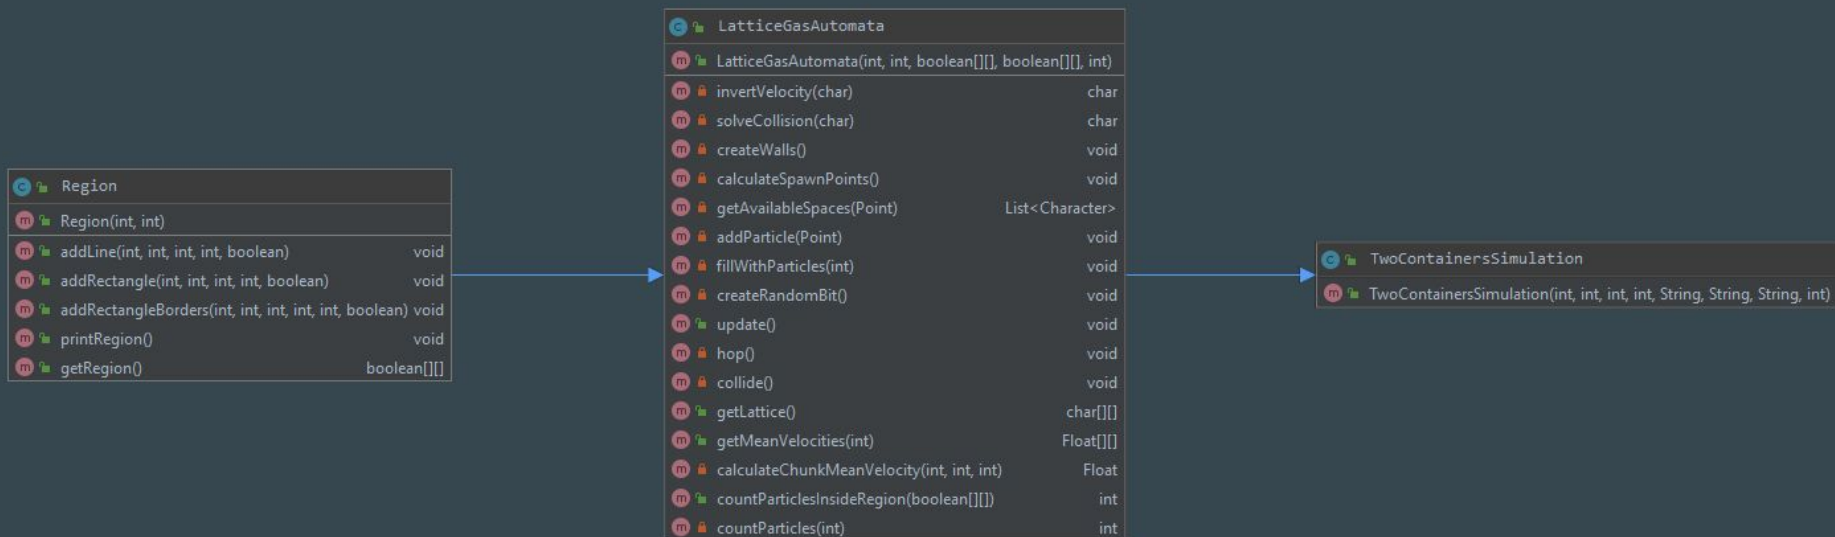 Region
Region(int, int)
addLine(int, int, int, int, boolean) void
addRectangle(int, int, int, int, boolean) void
addRectangleBorders(int, int, int, int, int, boolean) void
printRegion() void
getRegion() boolean[][]
LatticeGasAutomata
LatticeGasAutomata(int, int, boolean[][], boolean[][], int)
invertVelocity(char) char
solveCollision(char) char
createWalls() void
calculateSpawnPoints() void
getAvailableSpaces(Point) List<Character>
addParticle(Point) void
fillWithParticles(int) void
createRandomBit() void
update() void
hop() void
collide() void
getLattice() char[][]
getMeanVelocities(int) Float[][]
calculateChunkMeanVelocity(int, int, int) Float
countParticlesInsideRegion(boolean[][]) int
countParticles(int) int
TwoContainersSimulation
TwoContainersSimulation(int, int, int, int, String, String, String, int)